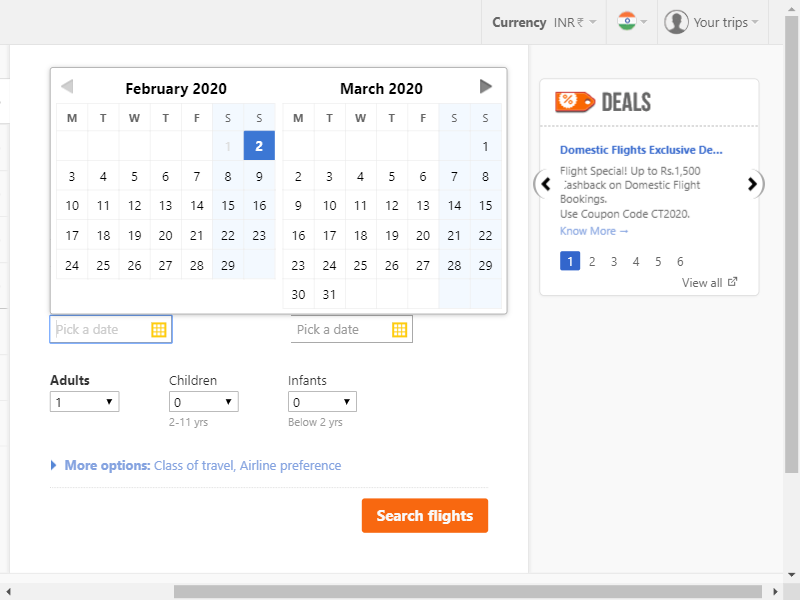 Currency INR ₹ Your trips
February 2020 March 2020
M T W T F S S M T W T F S S
1 2 1
3 4 5 6 7 8 9 2 3 4 5 6 7 8
10 11 12 13 14 15 16 9 10 11 12 13 14 15
17 18 19 20 21 22 23 16 17 18 19 20 21 22
24 25 26 27 28 29 23 24 25 26 27 28 29
30 31
Pick a date Pick a date
Adults Children Infants
1 0 0
2-11 yrs Below 2 yrs
More options: Class of travel, Airline preference
Search flights
% DEALS
Domestic Flights Exclusive De...
Flight Special! Up to Rs.1,500
Cashback on Domestic Flight
Bookings.
Use Coupon Code CT2020.
Know More →
1 2 3 4 5 6
View all